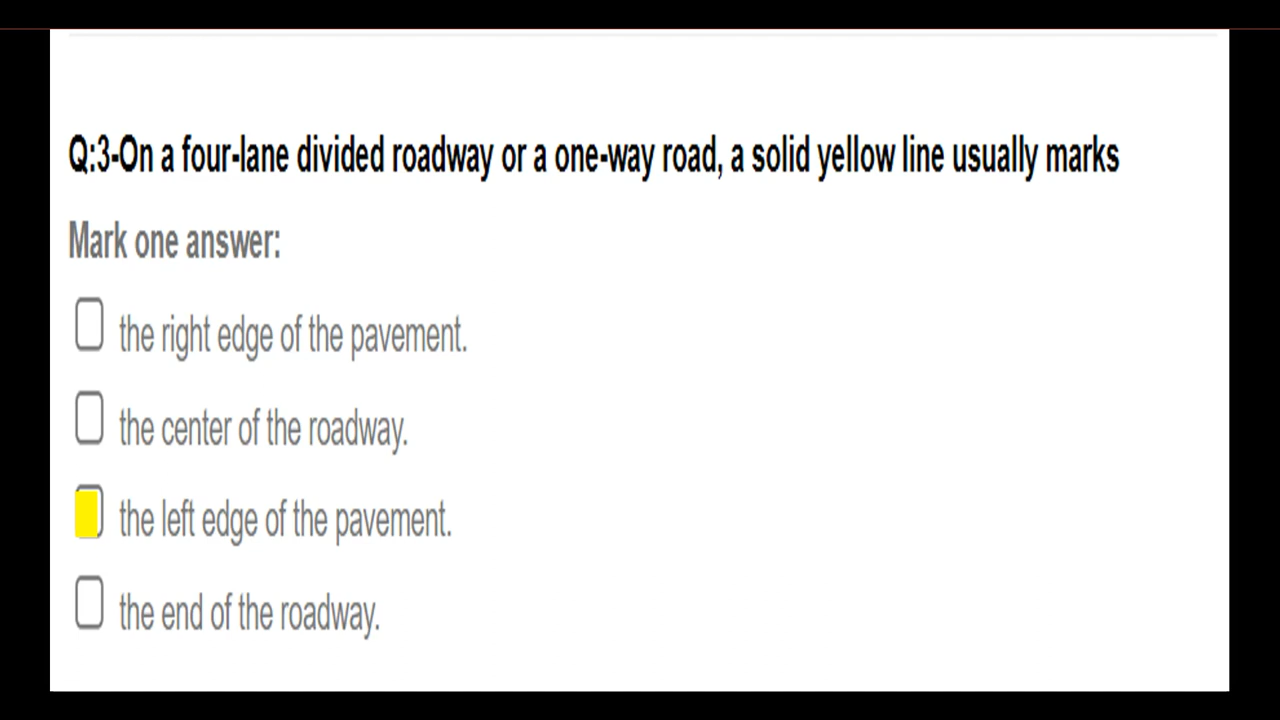 Q:3-On a four-lane divided roadway or a one-way road, a solid yellow line usually marks
Mark one answer:
the right edge of the pavement.
the center of the roadway.
the left edge of the pavement.
the end of the roadway.